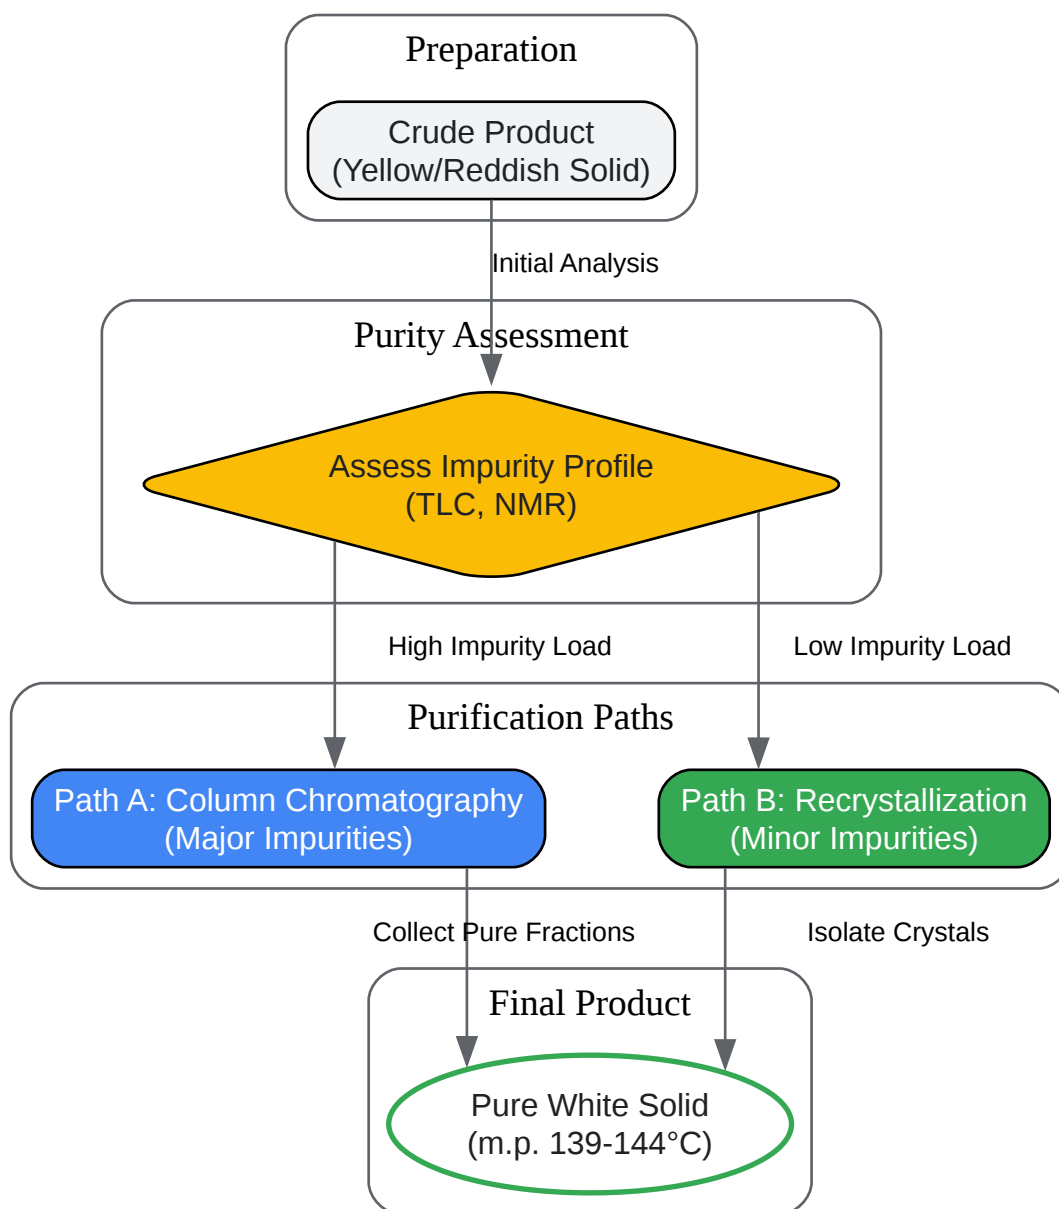 Preparation
Crude Product
(Yellow/Reddish Solid)
Initial Analysis
Purity Assessment
Assess Impurity Profile
(TLC, NMR)
High Impurity Load
Low Impurity Load
Purification Paths
Path A: Column Chromatography
(Major Impurities)
Path B: Recrystallization
(Minor Impurities)
Collect Pure Fractions
Isolate Crystals
Final Product
Pure White Solid
(m.p. 139-144°C)